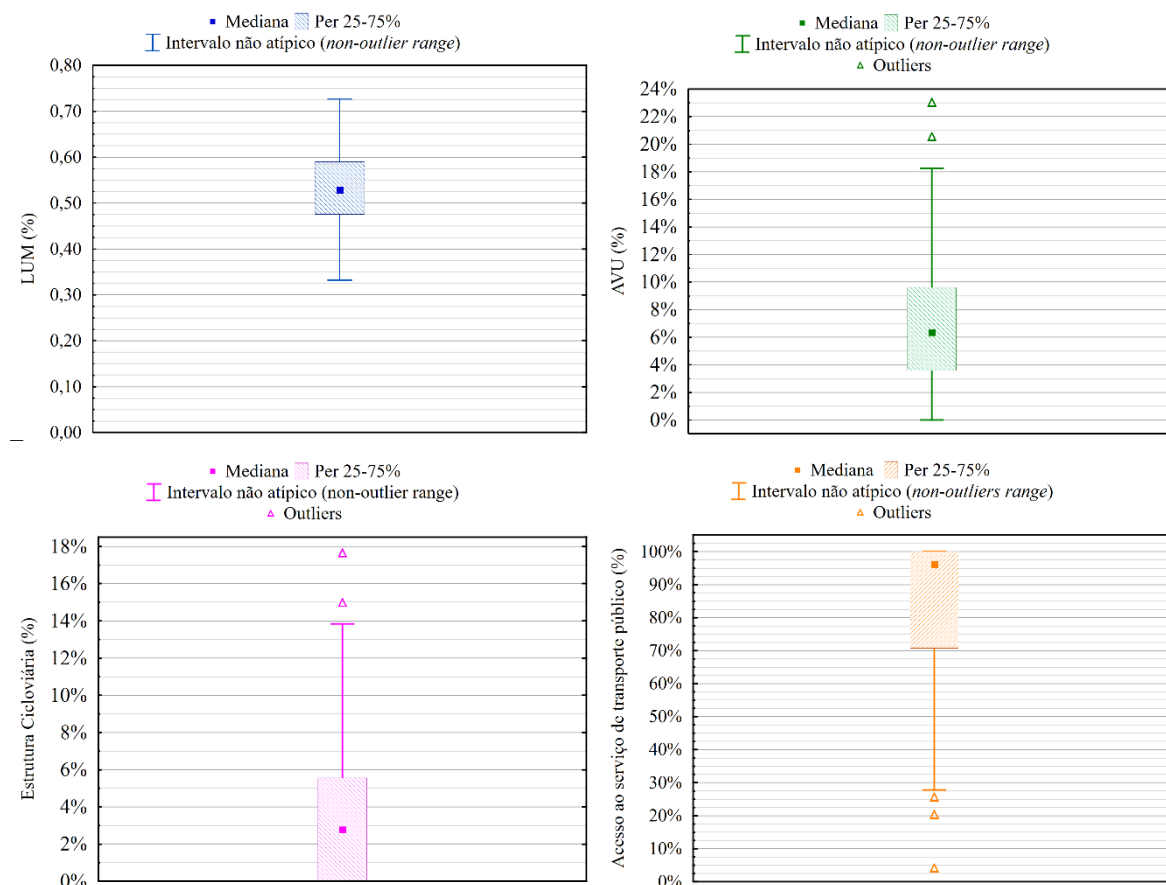 Mediana Per 25-75%
Intervalo não atípico (non-outlier range)
LUM (%)
0,80
0,70
0,60
0,50
0,40
0,30
0,20
0,10
0,00
Mediana Per 25-75%
Intervalo não atípico (non-outlier range)
Outliers
AVU (%)
24%
22%
20%
18%
16%
14%
12%
10%
8%
6%
4%
2%
0%
Mediana Per 25-75%
Intervalo não atípico (non-outlier range)
Outliers
Estrutura Cicloviária (%)
18%
16%
14%
12%
10%
8%
6%
4%
2%
0%
Mediana Per 25-75%
Intervalo não atípico (non-outliers range)
Outliers
Acesso ao serviço de transporte público (%)
100%
90%
80%
70%
60%
50%
40%
30%
20%
10%
0%